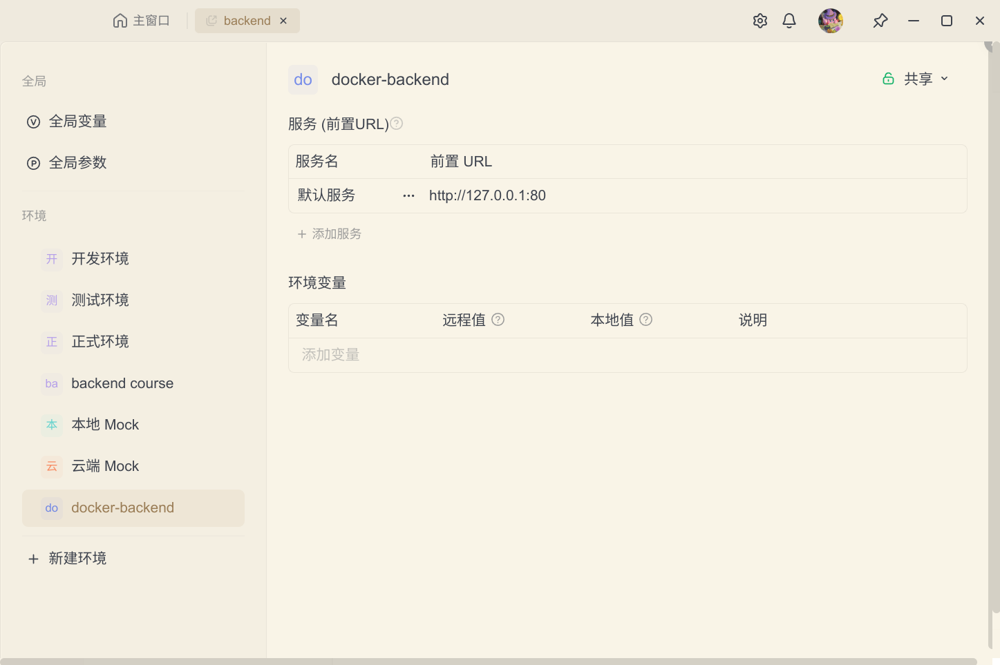 主窗口
backend
全局
V 全局变量
P 全局参数
环境
开 开发环境
测 测试环境
正 正式环境
ba backend course
本 本地 Mock
云 云端 Mock
do docker-backend
+ 新建环境
do docker-backend
共享
服务 (前置URL) ?
服务名 前置 URL
默认服务 ··· http://127.0.0.1:80
+ 添加服务
环境变量
变量名 远程值 ? 本地值 ? 说明
添加变量